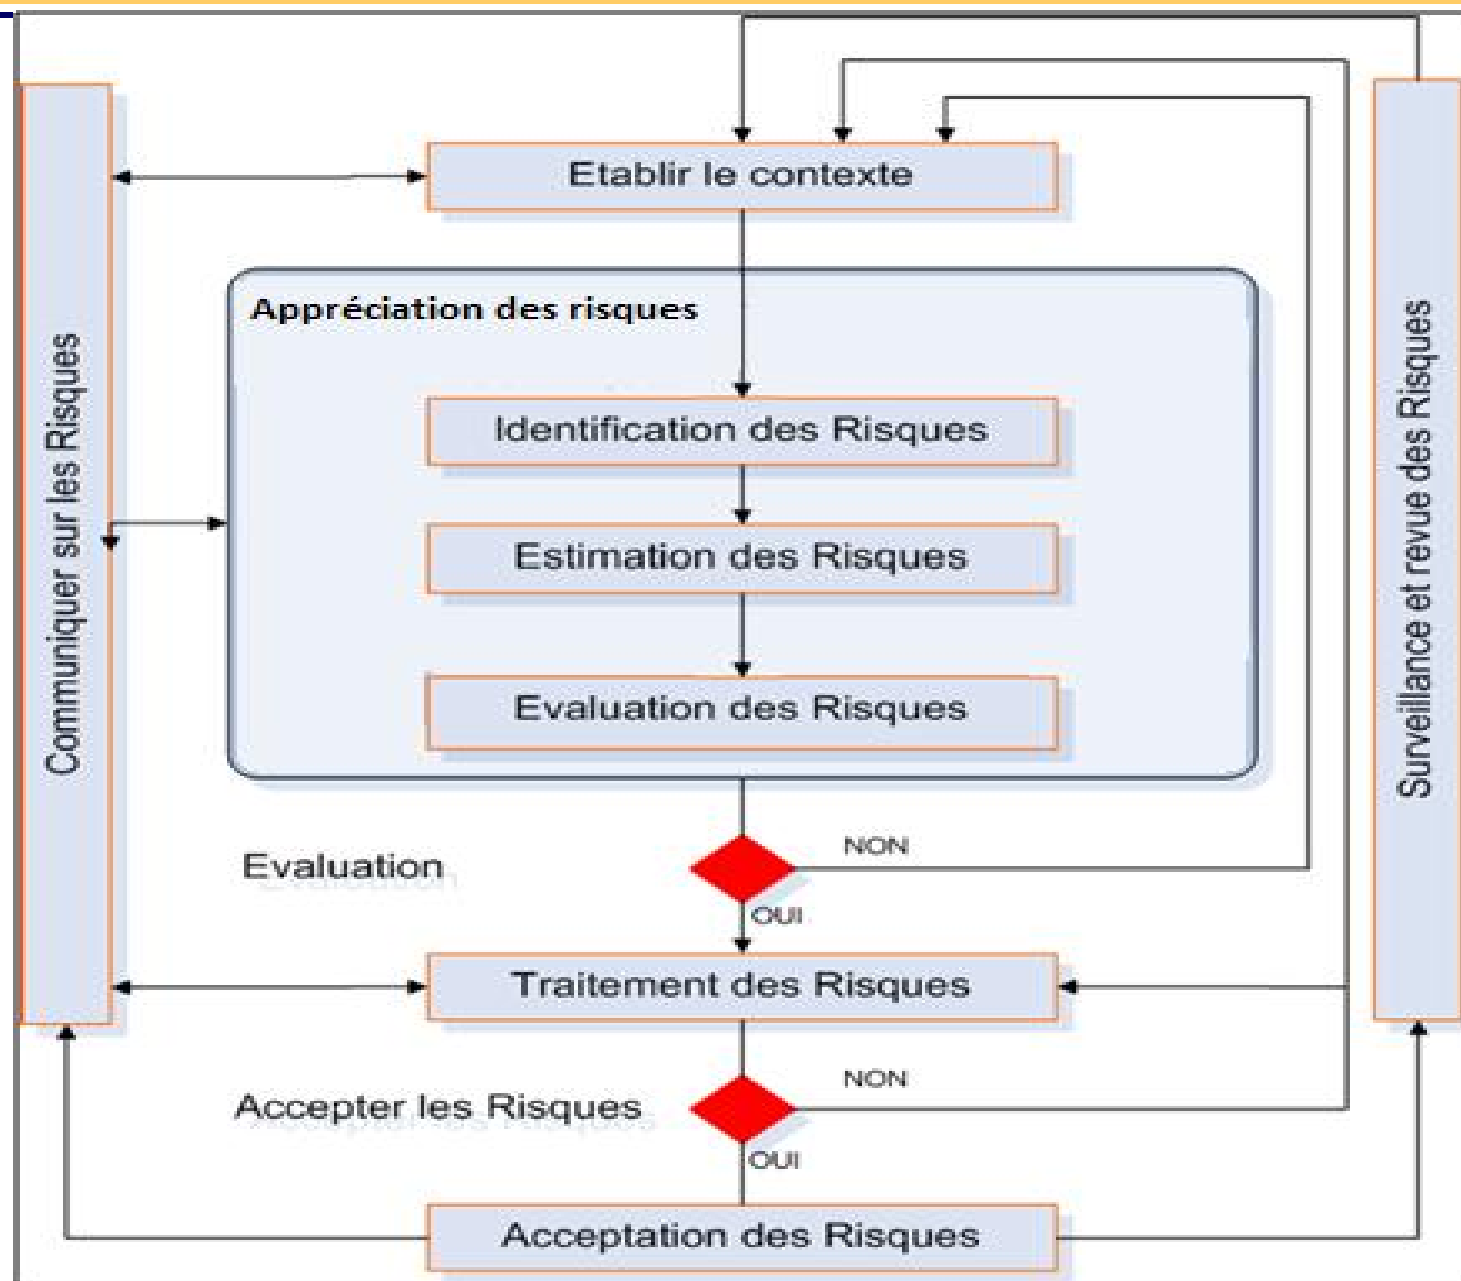 Etablir le contexte
Appréciation des risques
Identification des Risques
Estimation des Risques
Evaluation des Risques
Communiquer sur les Risques
Surveillance et revue des Risques
Evaluation
NON
OUI
Traitement des Risques
Accepter les Risques
NON
OUI
Acceptation des Risques